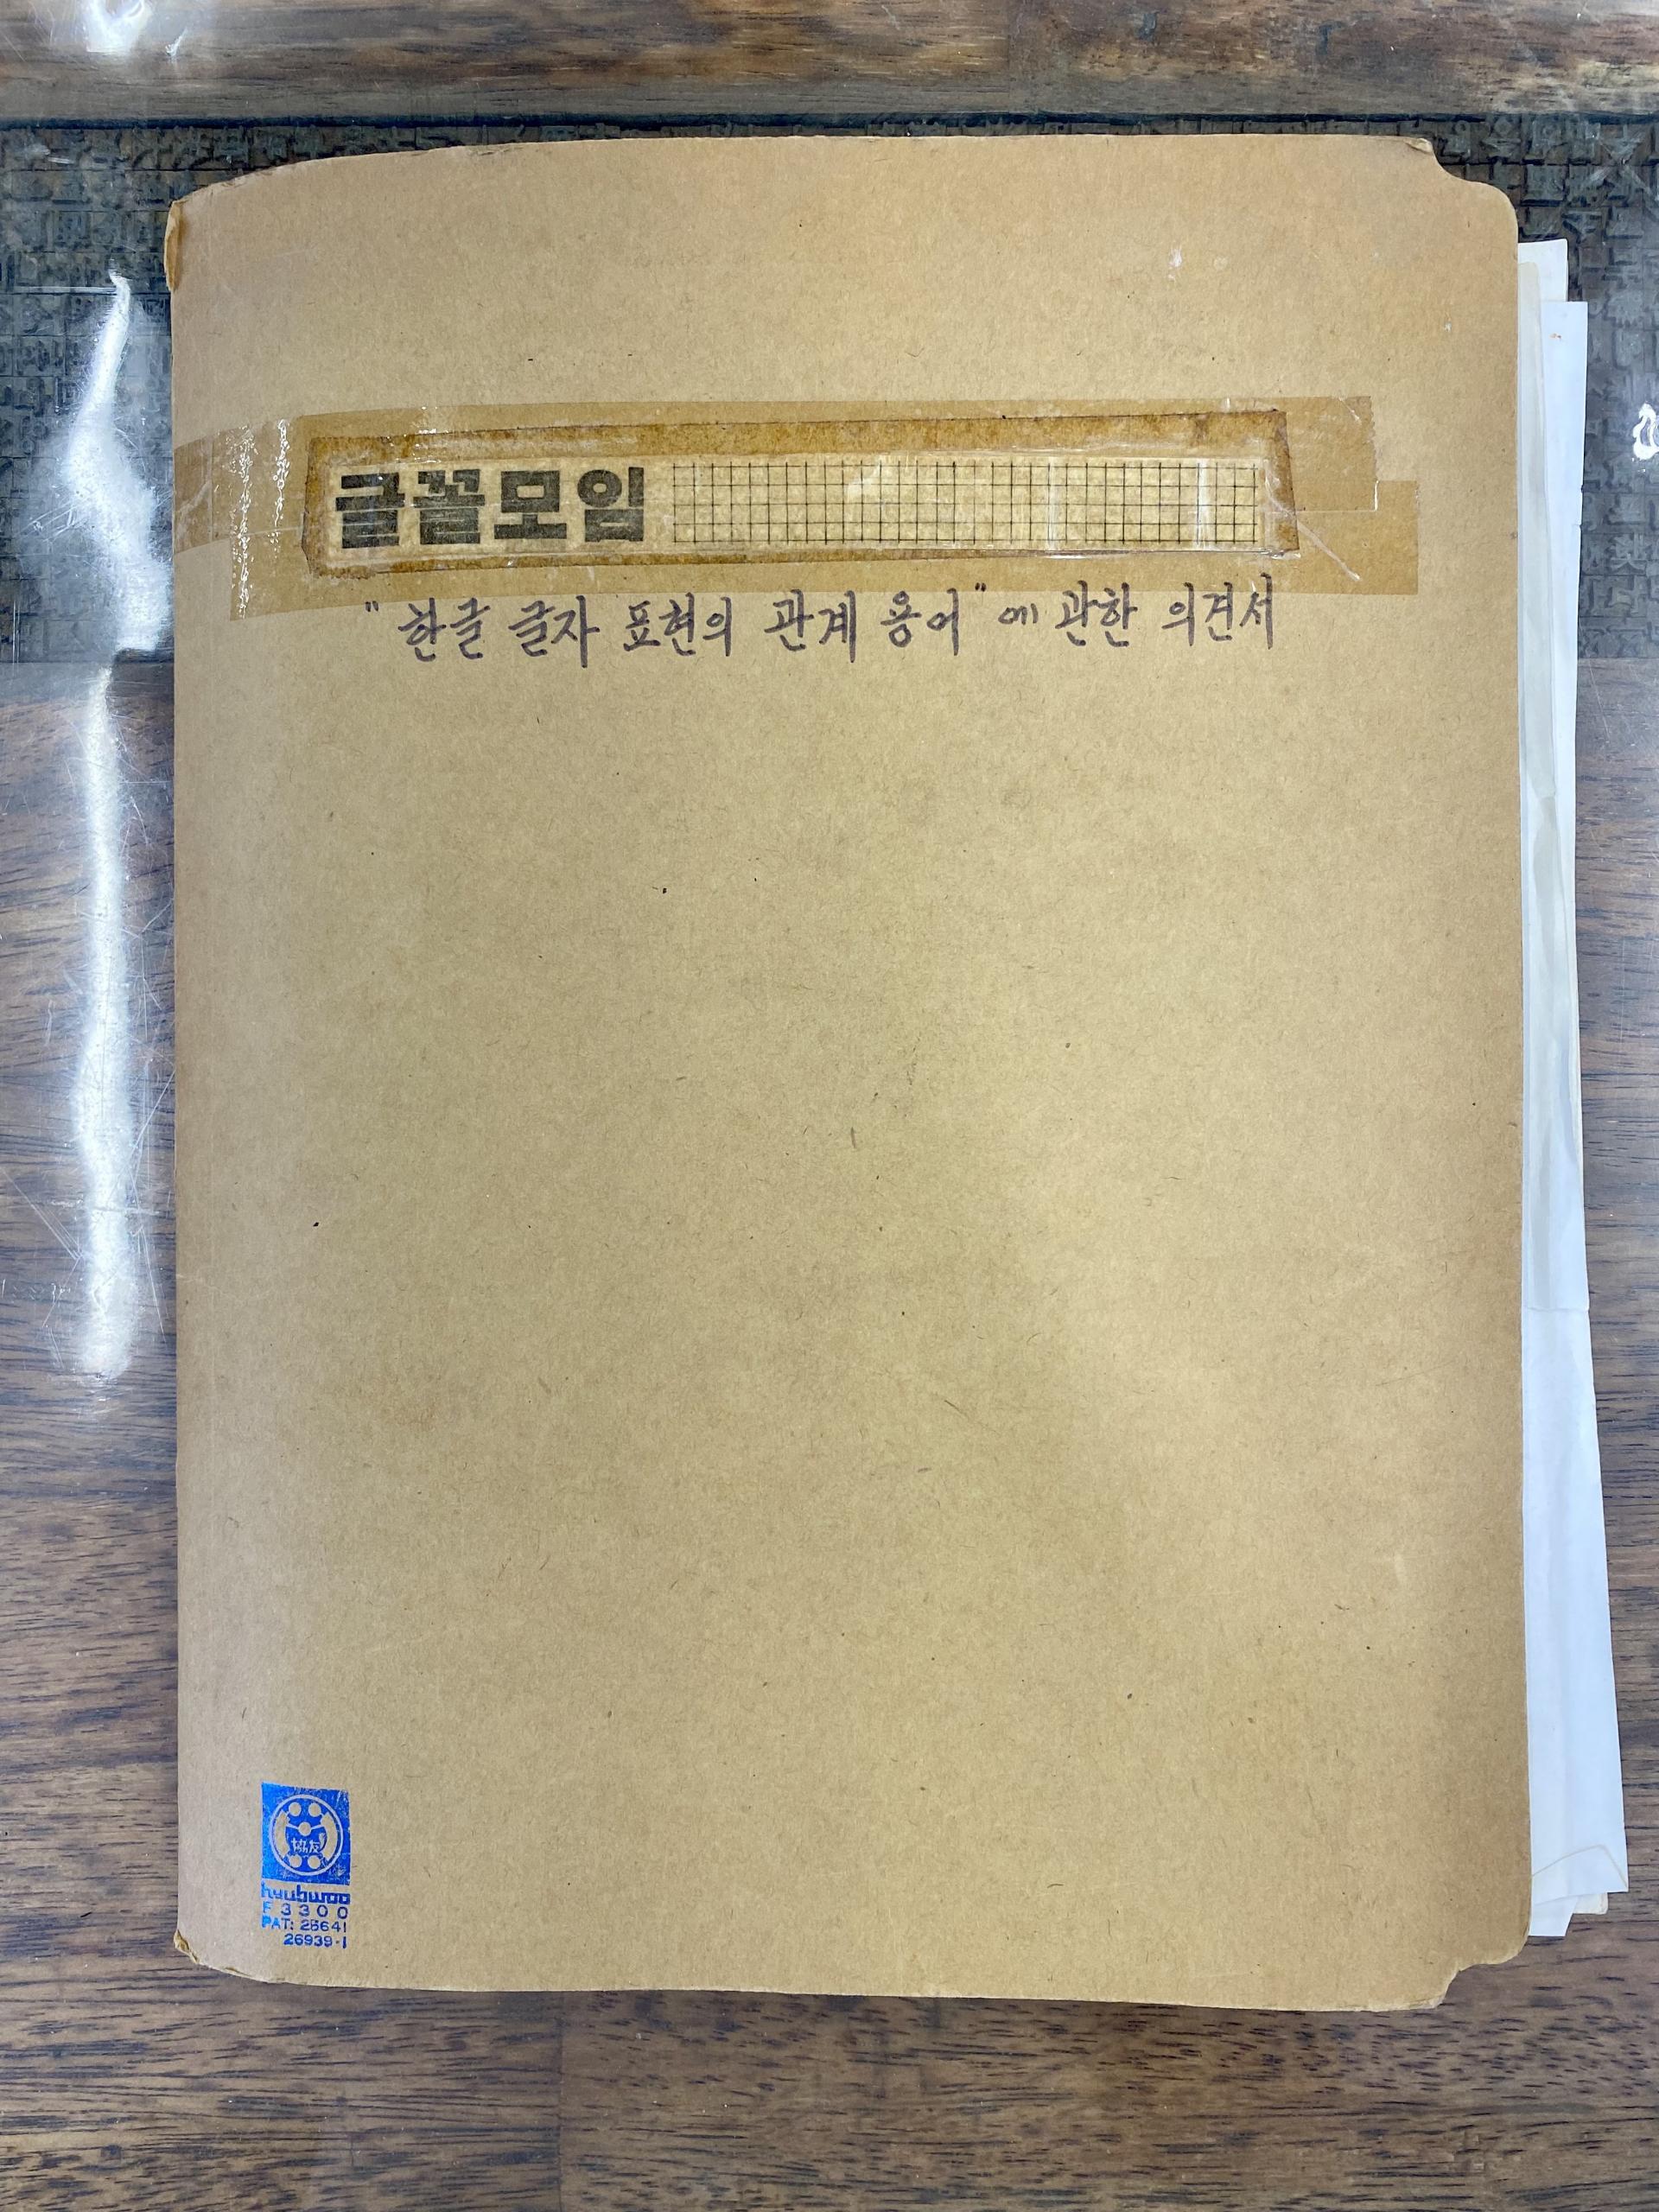 글꼴모임
"한글 글자 표현의 관계 용어"에 관한 의견서
協友
hyubwoo
F 3300
PAT: 25641
26939-1